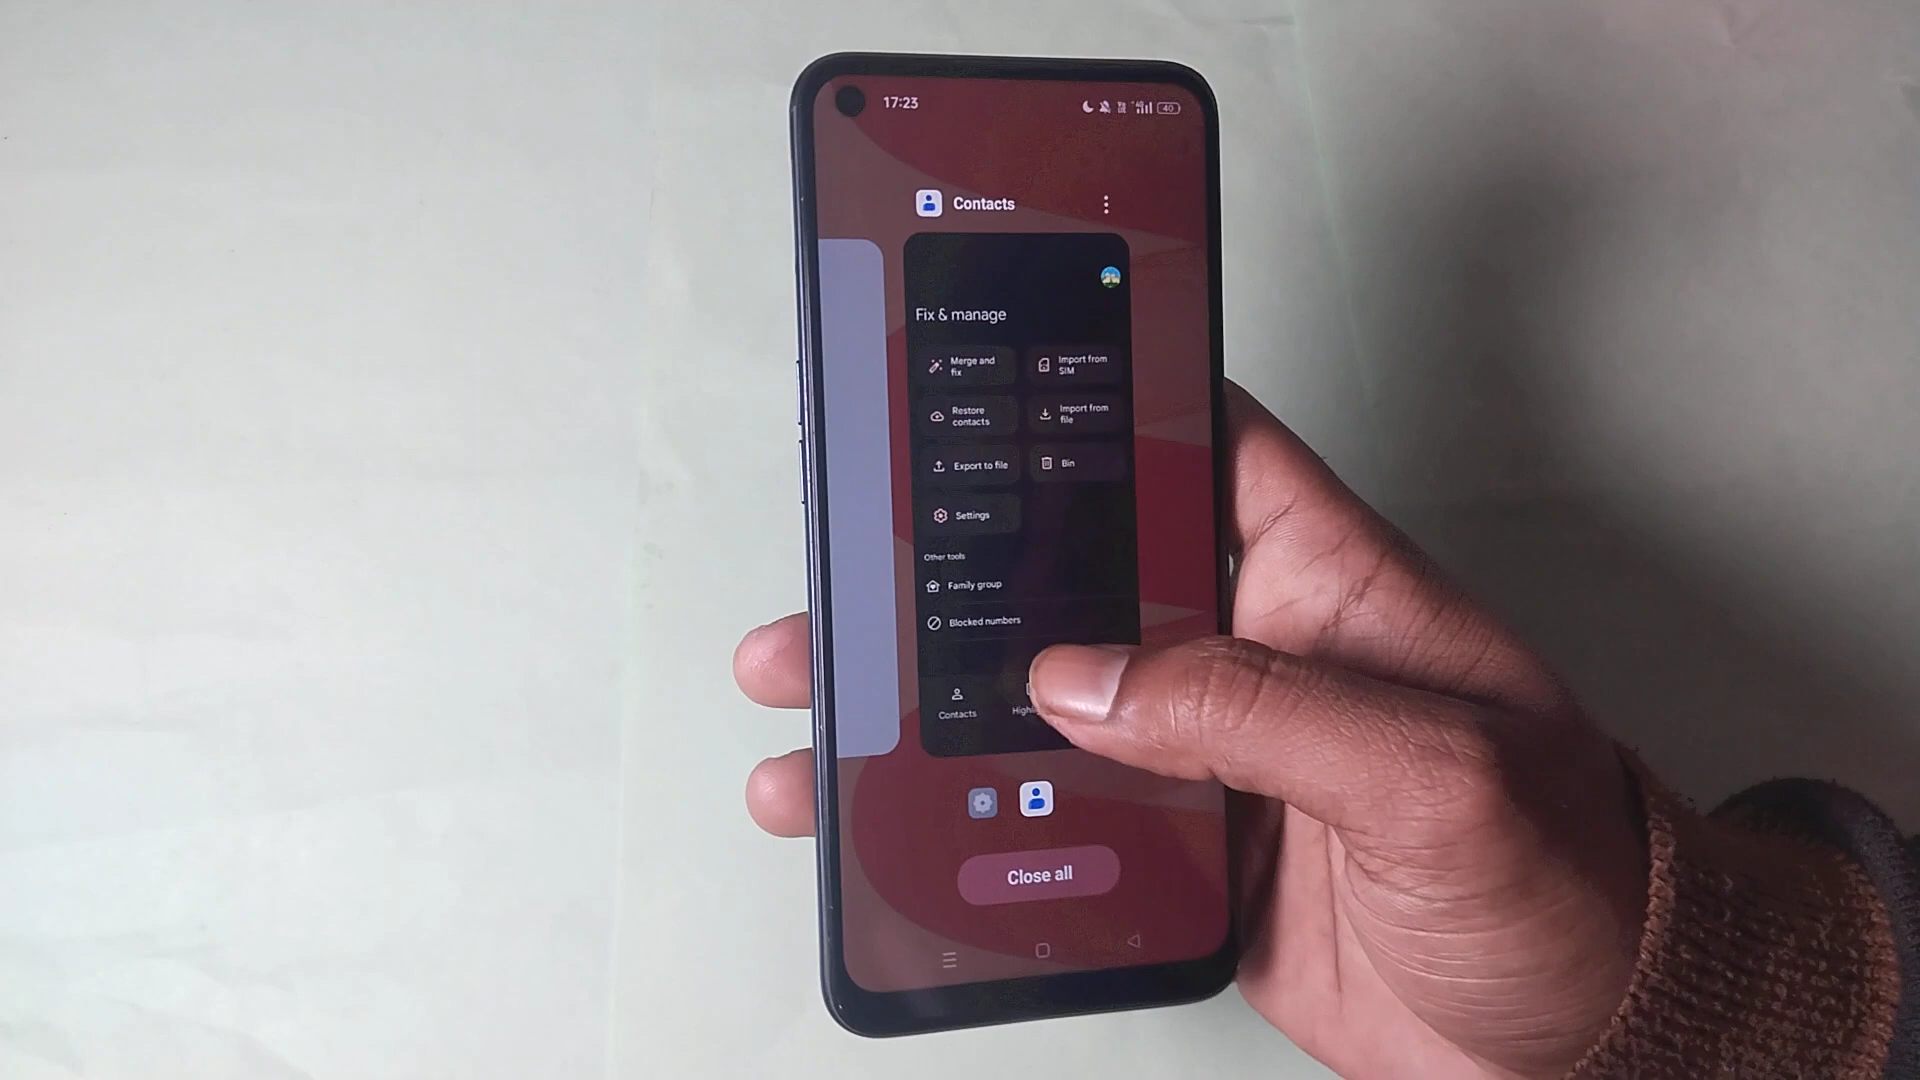 17:23
40
Contacts
Fix & manage
Merge and
fix
Import from
SIM
Restore
contacts
Import from
file
Export to file
Bin
Settings
Other tools
Family group
Blocked numbers
Contacts
Close all